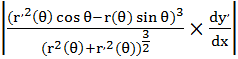 |((r′²(θ) cos θ−r(θ) sin θ)³)/((r²(θ)+r′²(θ))^(3/2)) × dy′/dx|